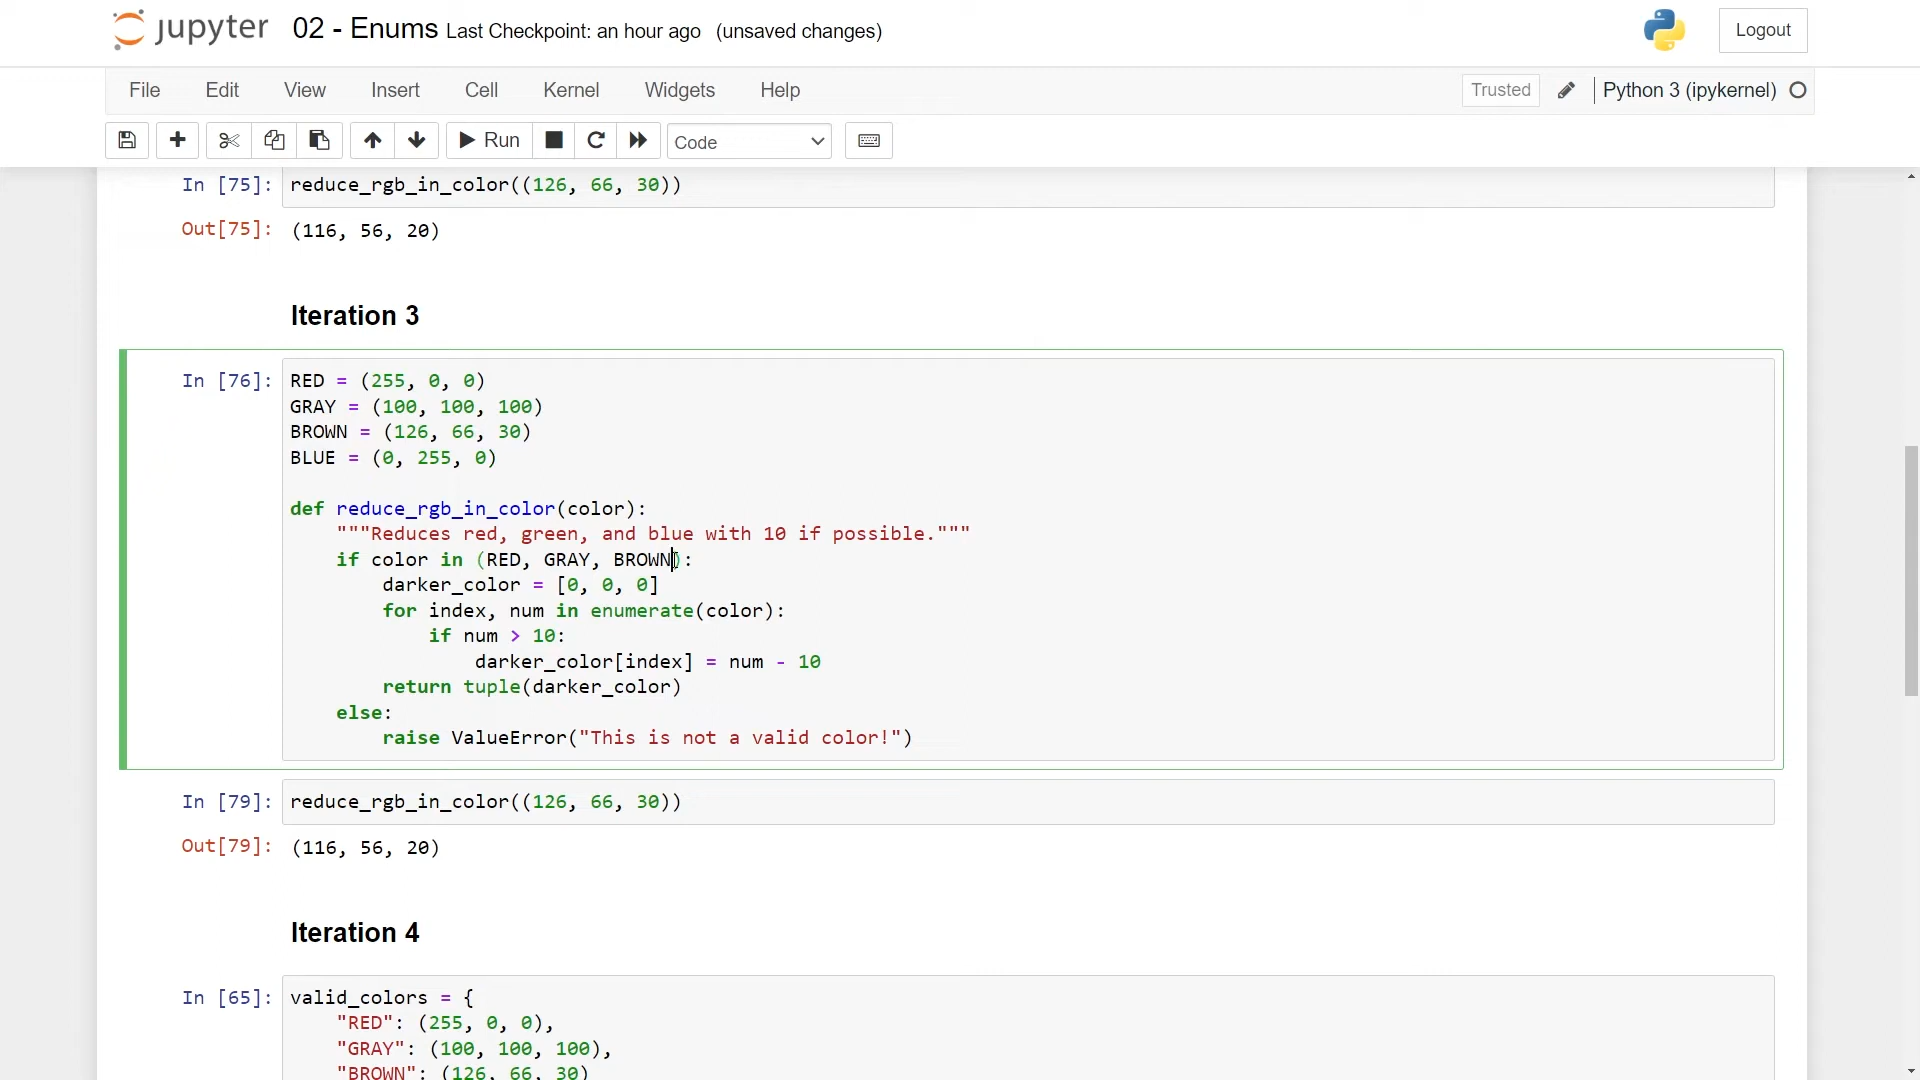 jupyter 02 - Enums Last Checkpoint: an hour ago (unsaved changes) Logout
File Edit View Insert Cell Kernel Widgets Help Trusted Python 3 (ipykernel)
Run Code
In [75]: reduce_rgb_in_color((126, 66, 30))
Out[75]: (116, 56, 20)
Iteration 3
In [76]: RED = (255, 0, 0)
GRAY = (100, 100, 100)
BROWN = (126, 66, 30)
BLUE = (0, 255, 0)
def reduce_rgb_in_color(color):
"""Reduces red, green, and blue with 10 if possible."""
if color in (RED, GRAY, BROWN):
darker_color = [0, 0, 0]
for index, num in enumerate(color):
if num > 10:
darker_color[index] = num - 10
return tuple(darker_color)
else:
raise ValueError("This is not a valid color!")
In [79]: reduce_rgb_in_color((126, 66, 30))
Out[79]: (116, 56, 20)
Iteration 4
In [65]: valid_colors = {
"RED": (255, 0, 0),
"GRAY": (100, 100, 100),
"BROWN": (126, 66, 30)